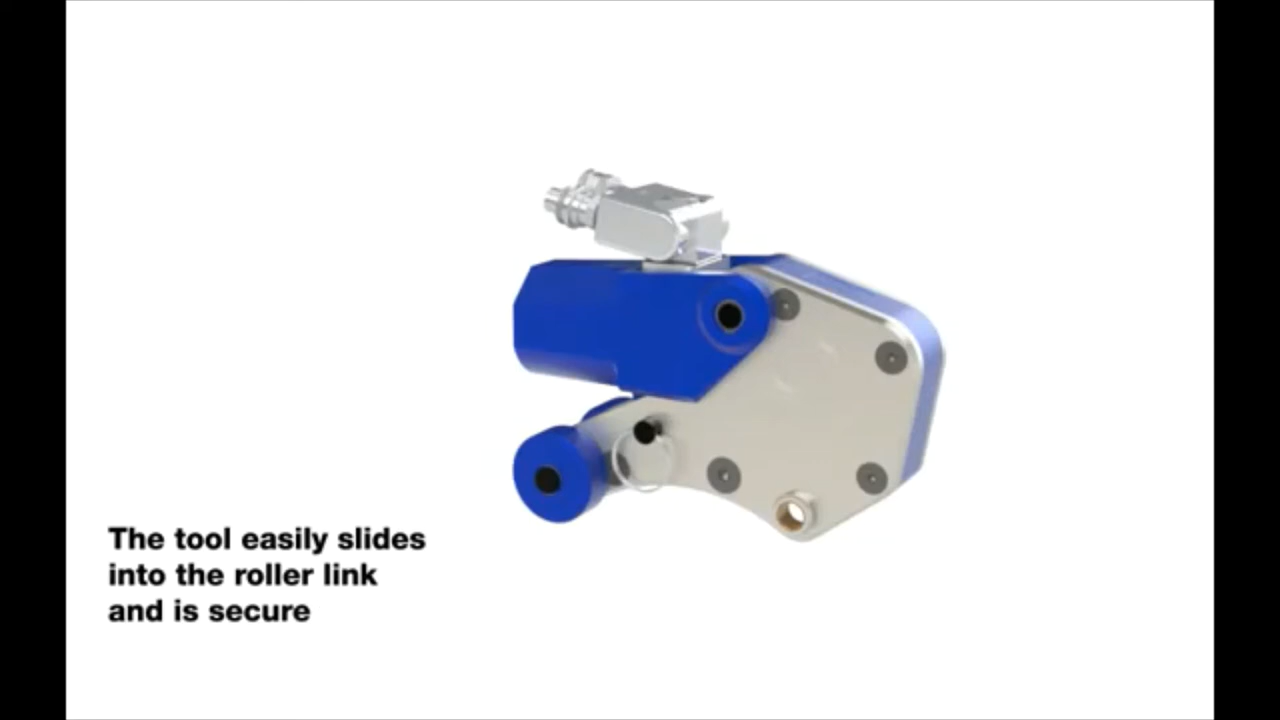 The tool easily slides
into the roller link
and is secure